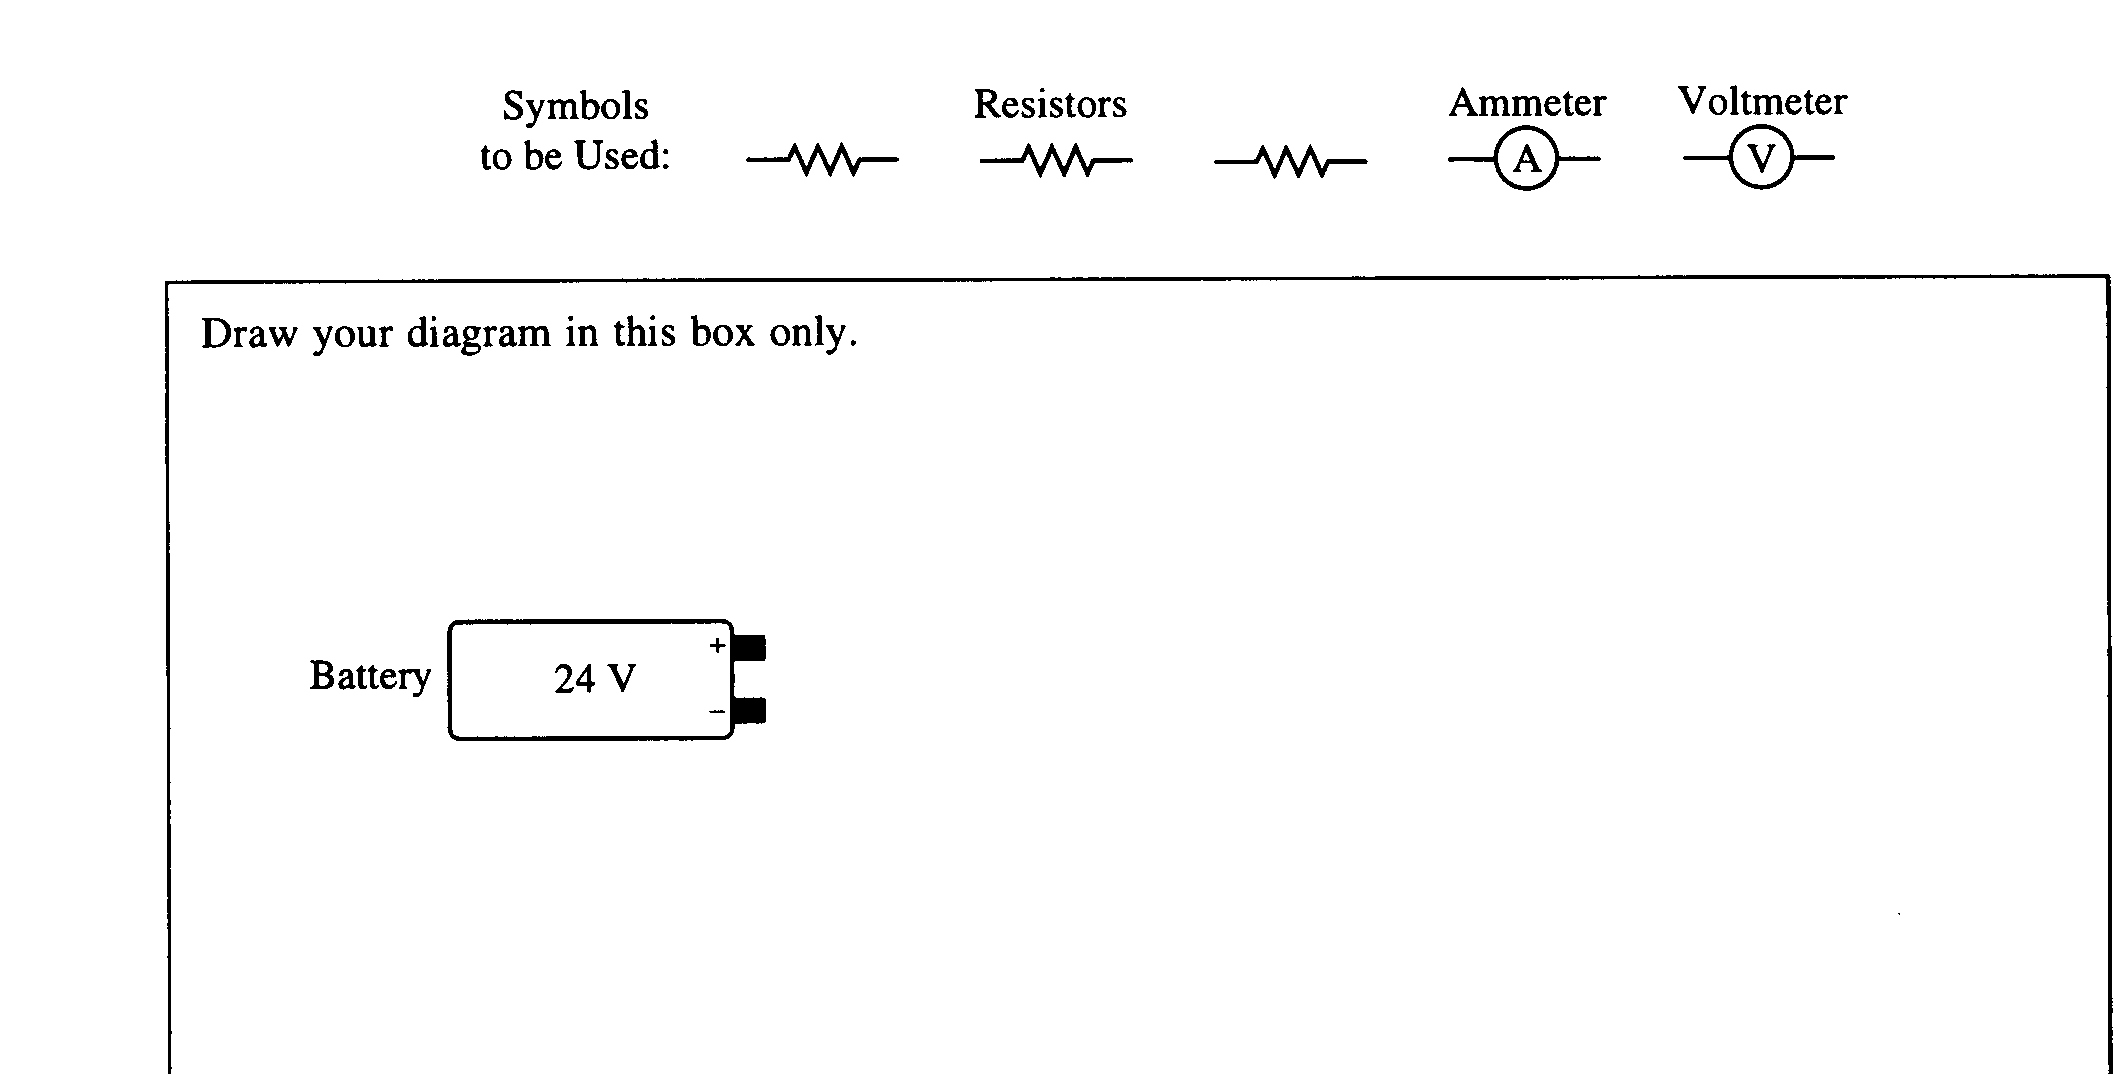 Symbols
to be Used:
Resistors
Ammeter
Voltmeter
A
V
Draw your diagram in this box only.
Battery
24 V
+
−